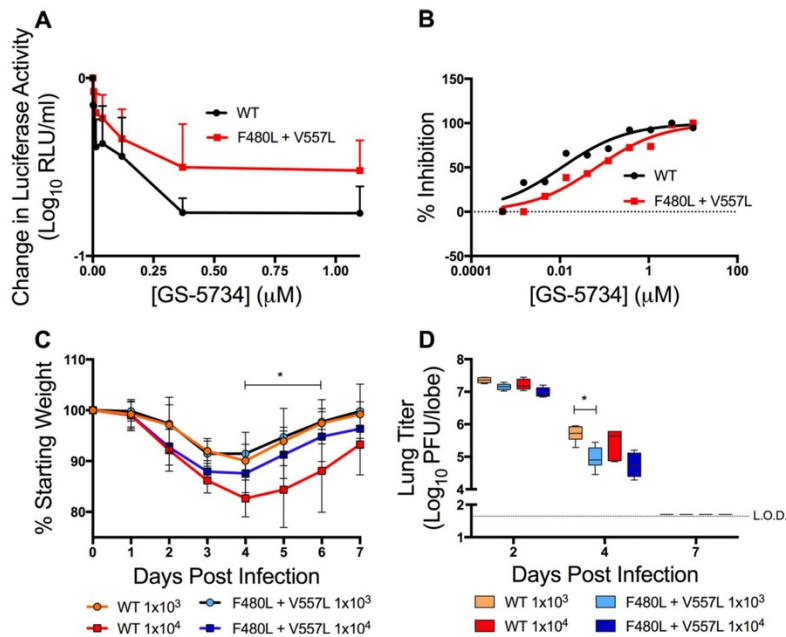 A
Change in Luciferase Activity
(Log10 RLU/ml)
0
-1
WT
F480L + V557L
0.00 0.25 0.50 0.75 1.00
[GS-5734] (μM)
B
% Inhibition
150
100
50
0
-50
WT
F480L + V557L
0.0001 0.01 1 100
[GS-5734] (μM)
C
% Starting Weight
110
100
90
80
*
0 1 2 3 4 5 6 7
Days Post Infection
WT 1x10³ F480L + V557L 1x10³
WT 1x10⁴ F480L + V557L 1x10⁴
D
Lung Titer
(Log10 PFU/lobe)
8
7
6
5
4
2
1
*
L.O.D.
2 4 7
Days Post Infection
WT 1x10³ F480L + V557L 1x10³
WT 1x10⁴ F480L + V557L 1x10⁴